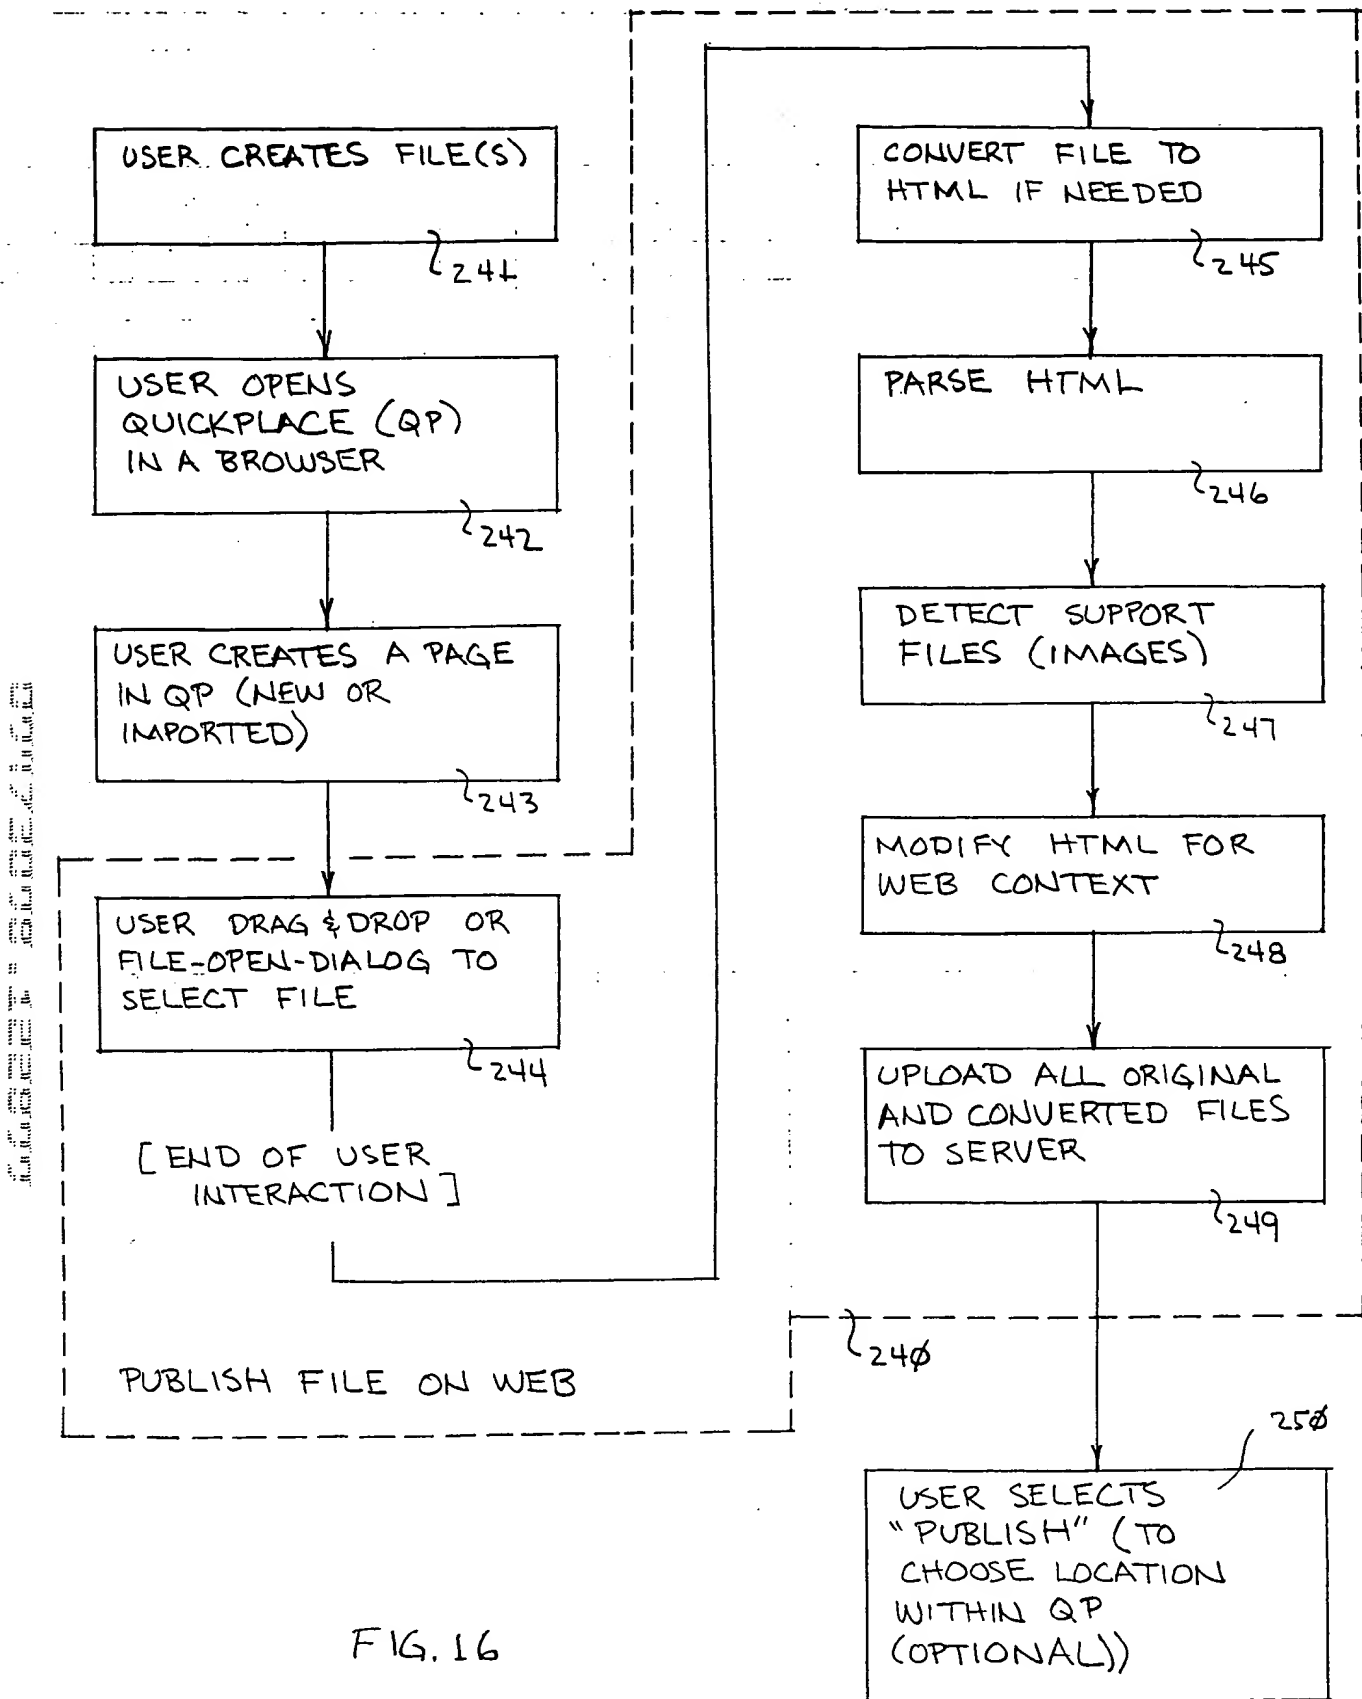 USER CREATES FILE(S)
241
USER OPENS
QUICKPLACE (QP)
IN A BROWSER
242
USER CREATES A PAGE
IN QP (NEW OR
IMPORTED)
243
USER DRAG & DROP OR
FILE-OPEN-DIALOG TO
SELECT FILE
244
[END OF USER
INTERACTION]
PUBLISH FILE ON WEB
CONVERT FILE TO
HTML IF NEEDED
245
PARSE HTML
246
DETECT SUPPORT
FILES (IMAGES)
247
MODIFY HTML FOR
WEB CONTEXT
248
UPLOAD ALL ORIGINAL
AND CONVERTED FILES
TO SERVER
249
24Ø
25Ø
USER SELECTS
"PUBLISH" (TO
CHOOSE LOCATION
WITHIN QP
(OPTIONAL))
FIG. 16